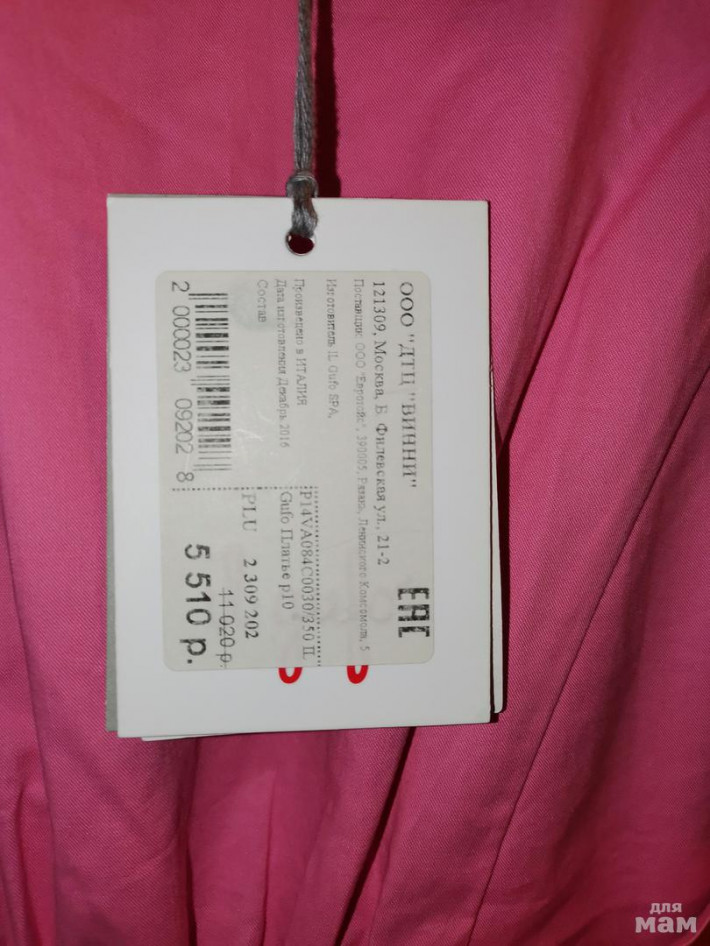 ООО "ДТЦ "ВИННИ"
121309, Москва, Б. Филевская ул., 21-2
Поставщик: ООО "Евротойс", 390005, Рязань, Ленинского Комсомола, 5
Изготовитель IL Gufo SPA,
Произведено в ИТАЛИЯ
Дата изготовления Декабрь 2016
Состав
EAC
P14VA084C0030/350 IL
Gufo Платье р10
PLU 2 309 202
11 020 р.
5 510 р.
2 000023 09202 8
для
мам